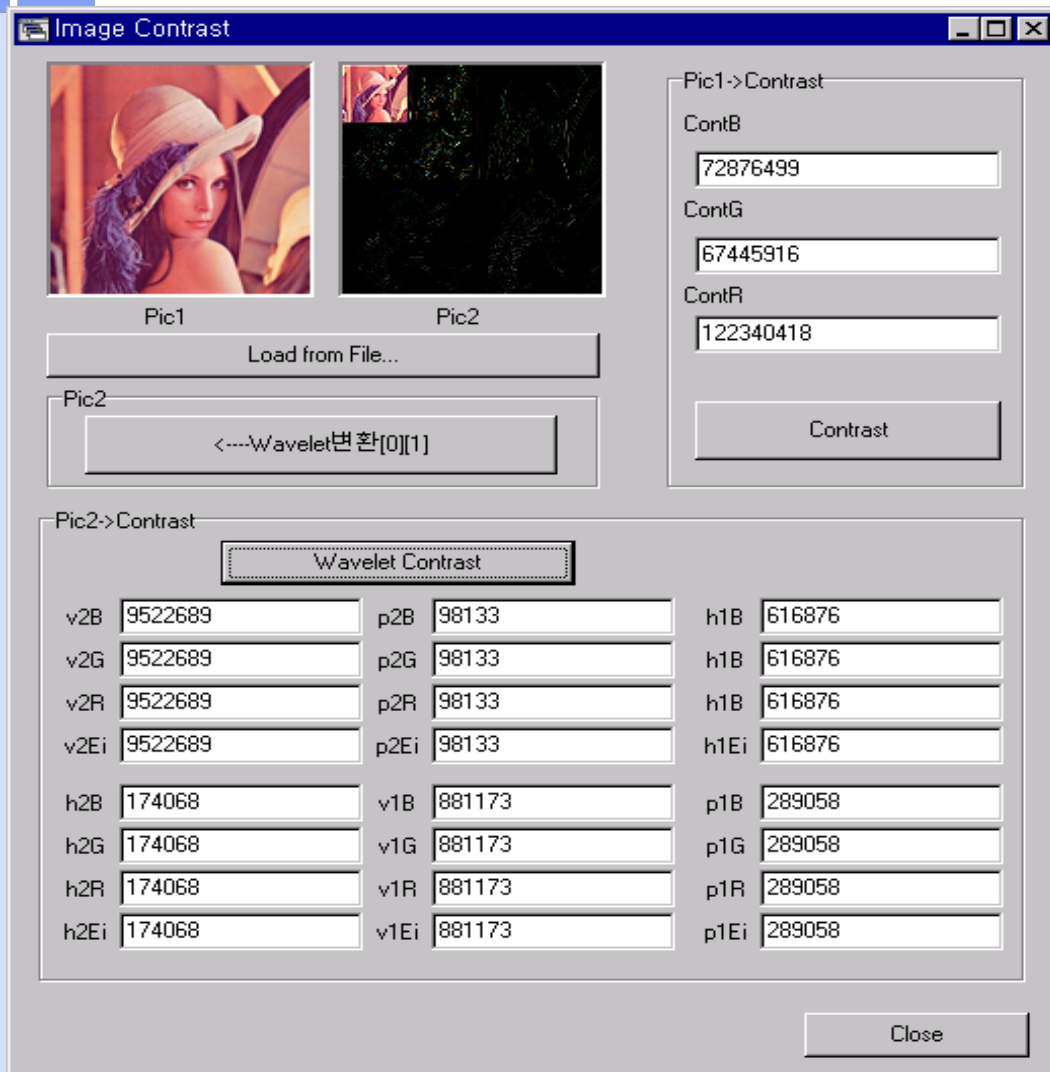 Image Contrast
Pic1
Pic2
Load from File...
Pic2
<----Wavelet변환[0][1]
Pic1->Contrast
ContB
72876499
ContG
67445916
ContR
122340418
Contrast
Pic2->Contrast
Wavelet Contrast
v2B 9522689 p2B 98133 h1B 616876
v2G 9522689 p2G 98133 h1B 616876
v2R 9522689 p2R 98133 h1B 616876
v2Ei 9522689 p2Ei 98133 h1Ei 616876
h2B 174068 v1B 881173 p1B 289058
h2G 174068 v1G 881173 p1G 289058
h2R 174068 v1R 881173 p1R 289058
h2Ei 174068 v1Ei 881173 p1Ei 289058
Close